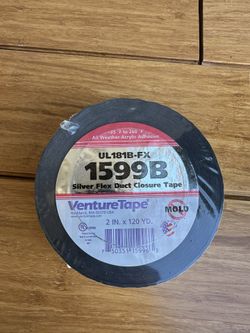 All Weather Acrylic Adhesive
UL181B-FX
1599B
Silver Flex Duct Closure Tape
VentureTape
MOLD
2 IN. x 120 YD.